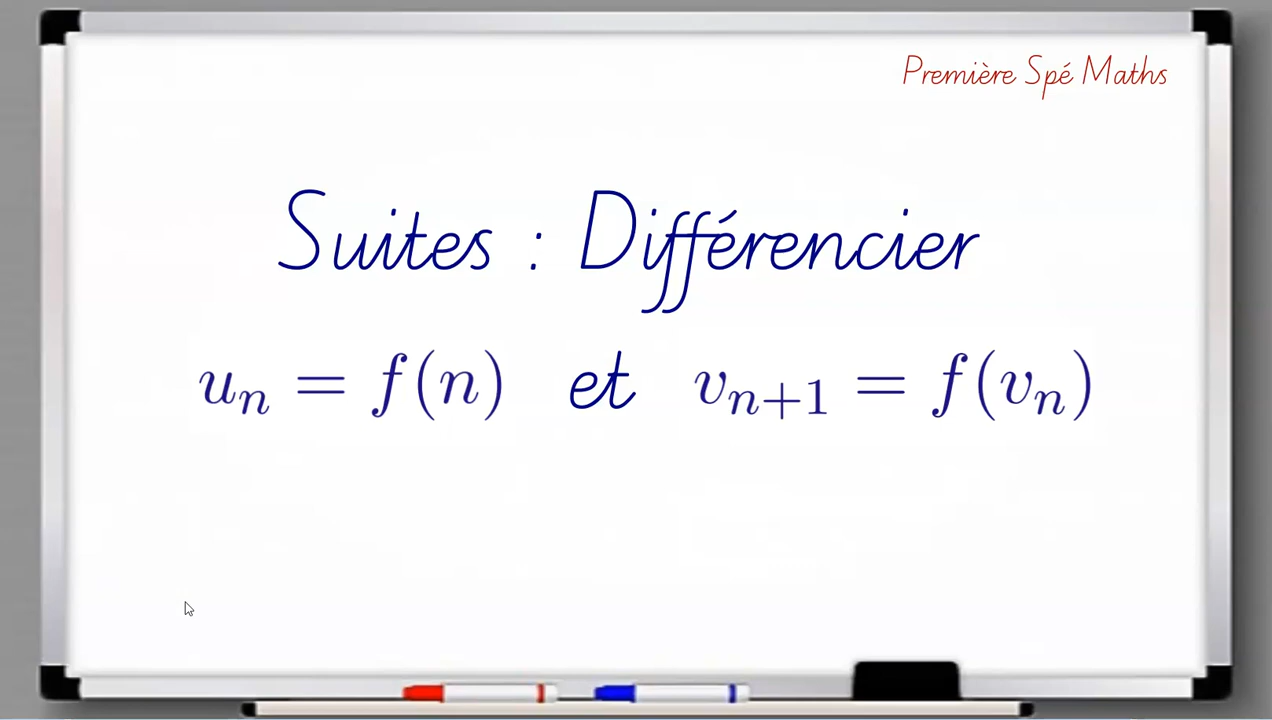 Première Spé Maths
Suites : Différencier
u_n = f(n) et v_{n+1} = f(v_n)